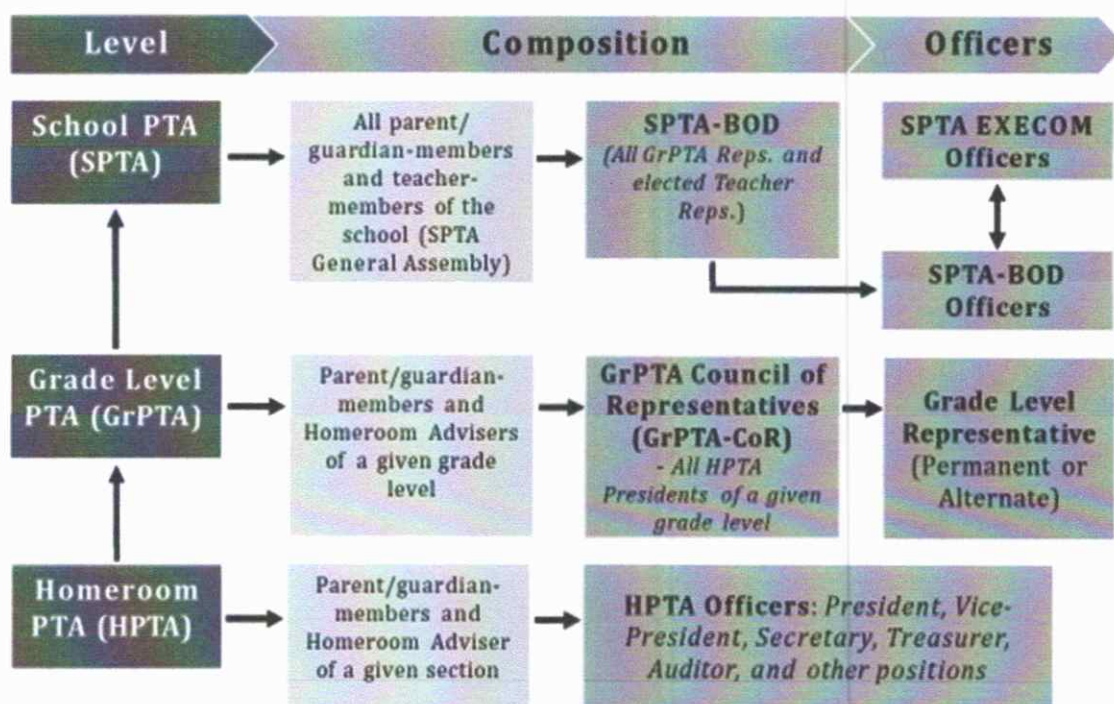 Level
Composition
Officers
School PTA
(SPTA)
All parent/
guardian-members
and teacher-
members of the
school (SPTA
General Assembly)
SPTA-BOD
(All GrPTA Reps. and
elected Teacher
Reps.)
SPTA EXECOM
Officers
SPTA-BOD
Officers
Grade Level
PTA (GrPTA)
Parent/guardian-
members and
Homeroom Advisers
of a given grade
level
GrPTA Council of
Representatives
(GrPTA-CoR)
- All HPTA
Presidents of a given
grade level
Grade Level
Representative
(Permanent or
Alternate)
Homeroom
PTA (HPTA)
Parent/guardian-
members and
Homeroom Adviser
of a given section
HPTA Officers: President, Vice-
President, Secretary, Treasurer,
Auditor, and other positions